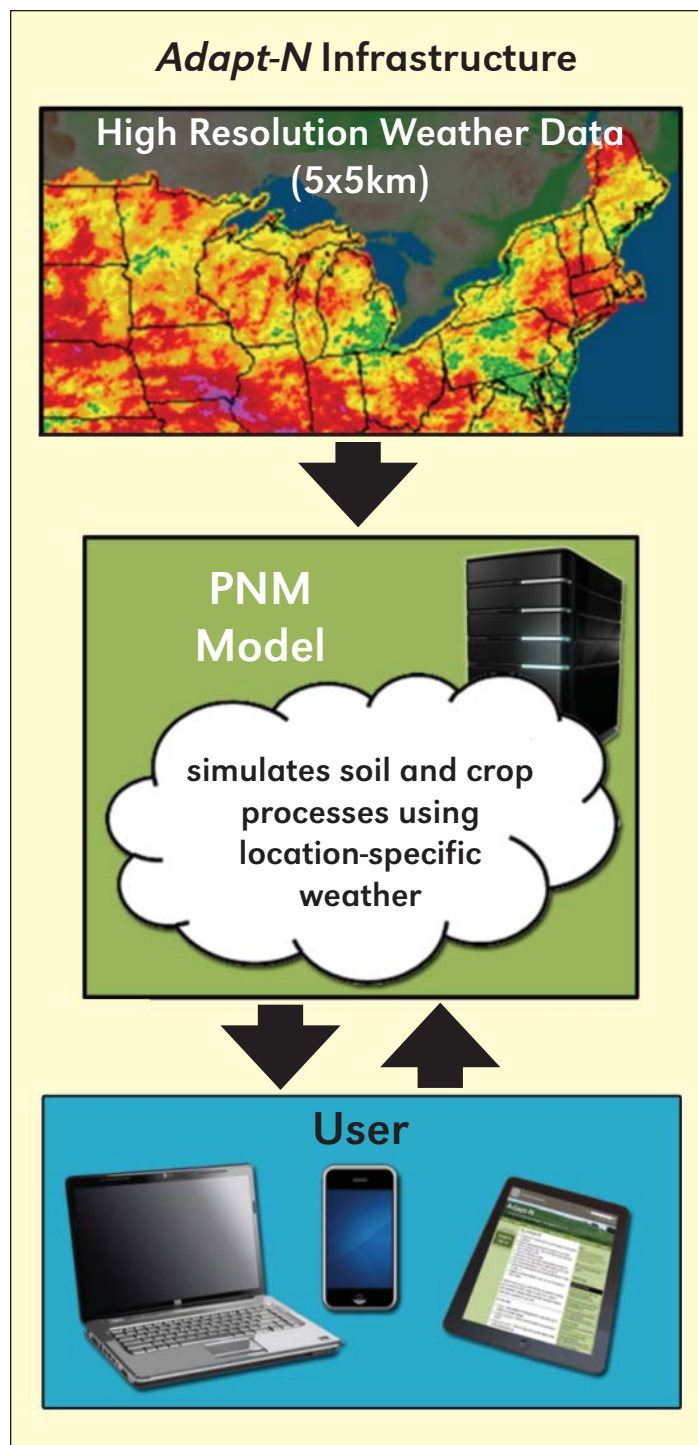 Adapt-N Infrastructure
High Resolution Weather Data
(5x5km)
PNM
Model
simulates soil and crop
processes using
location-specific
weather
User
Adapt-N